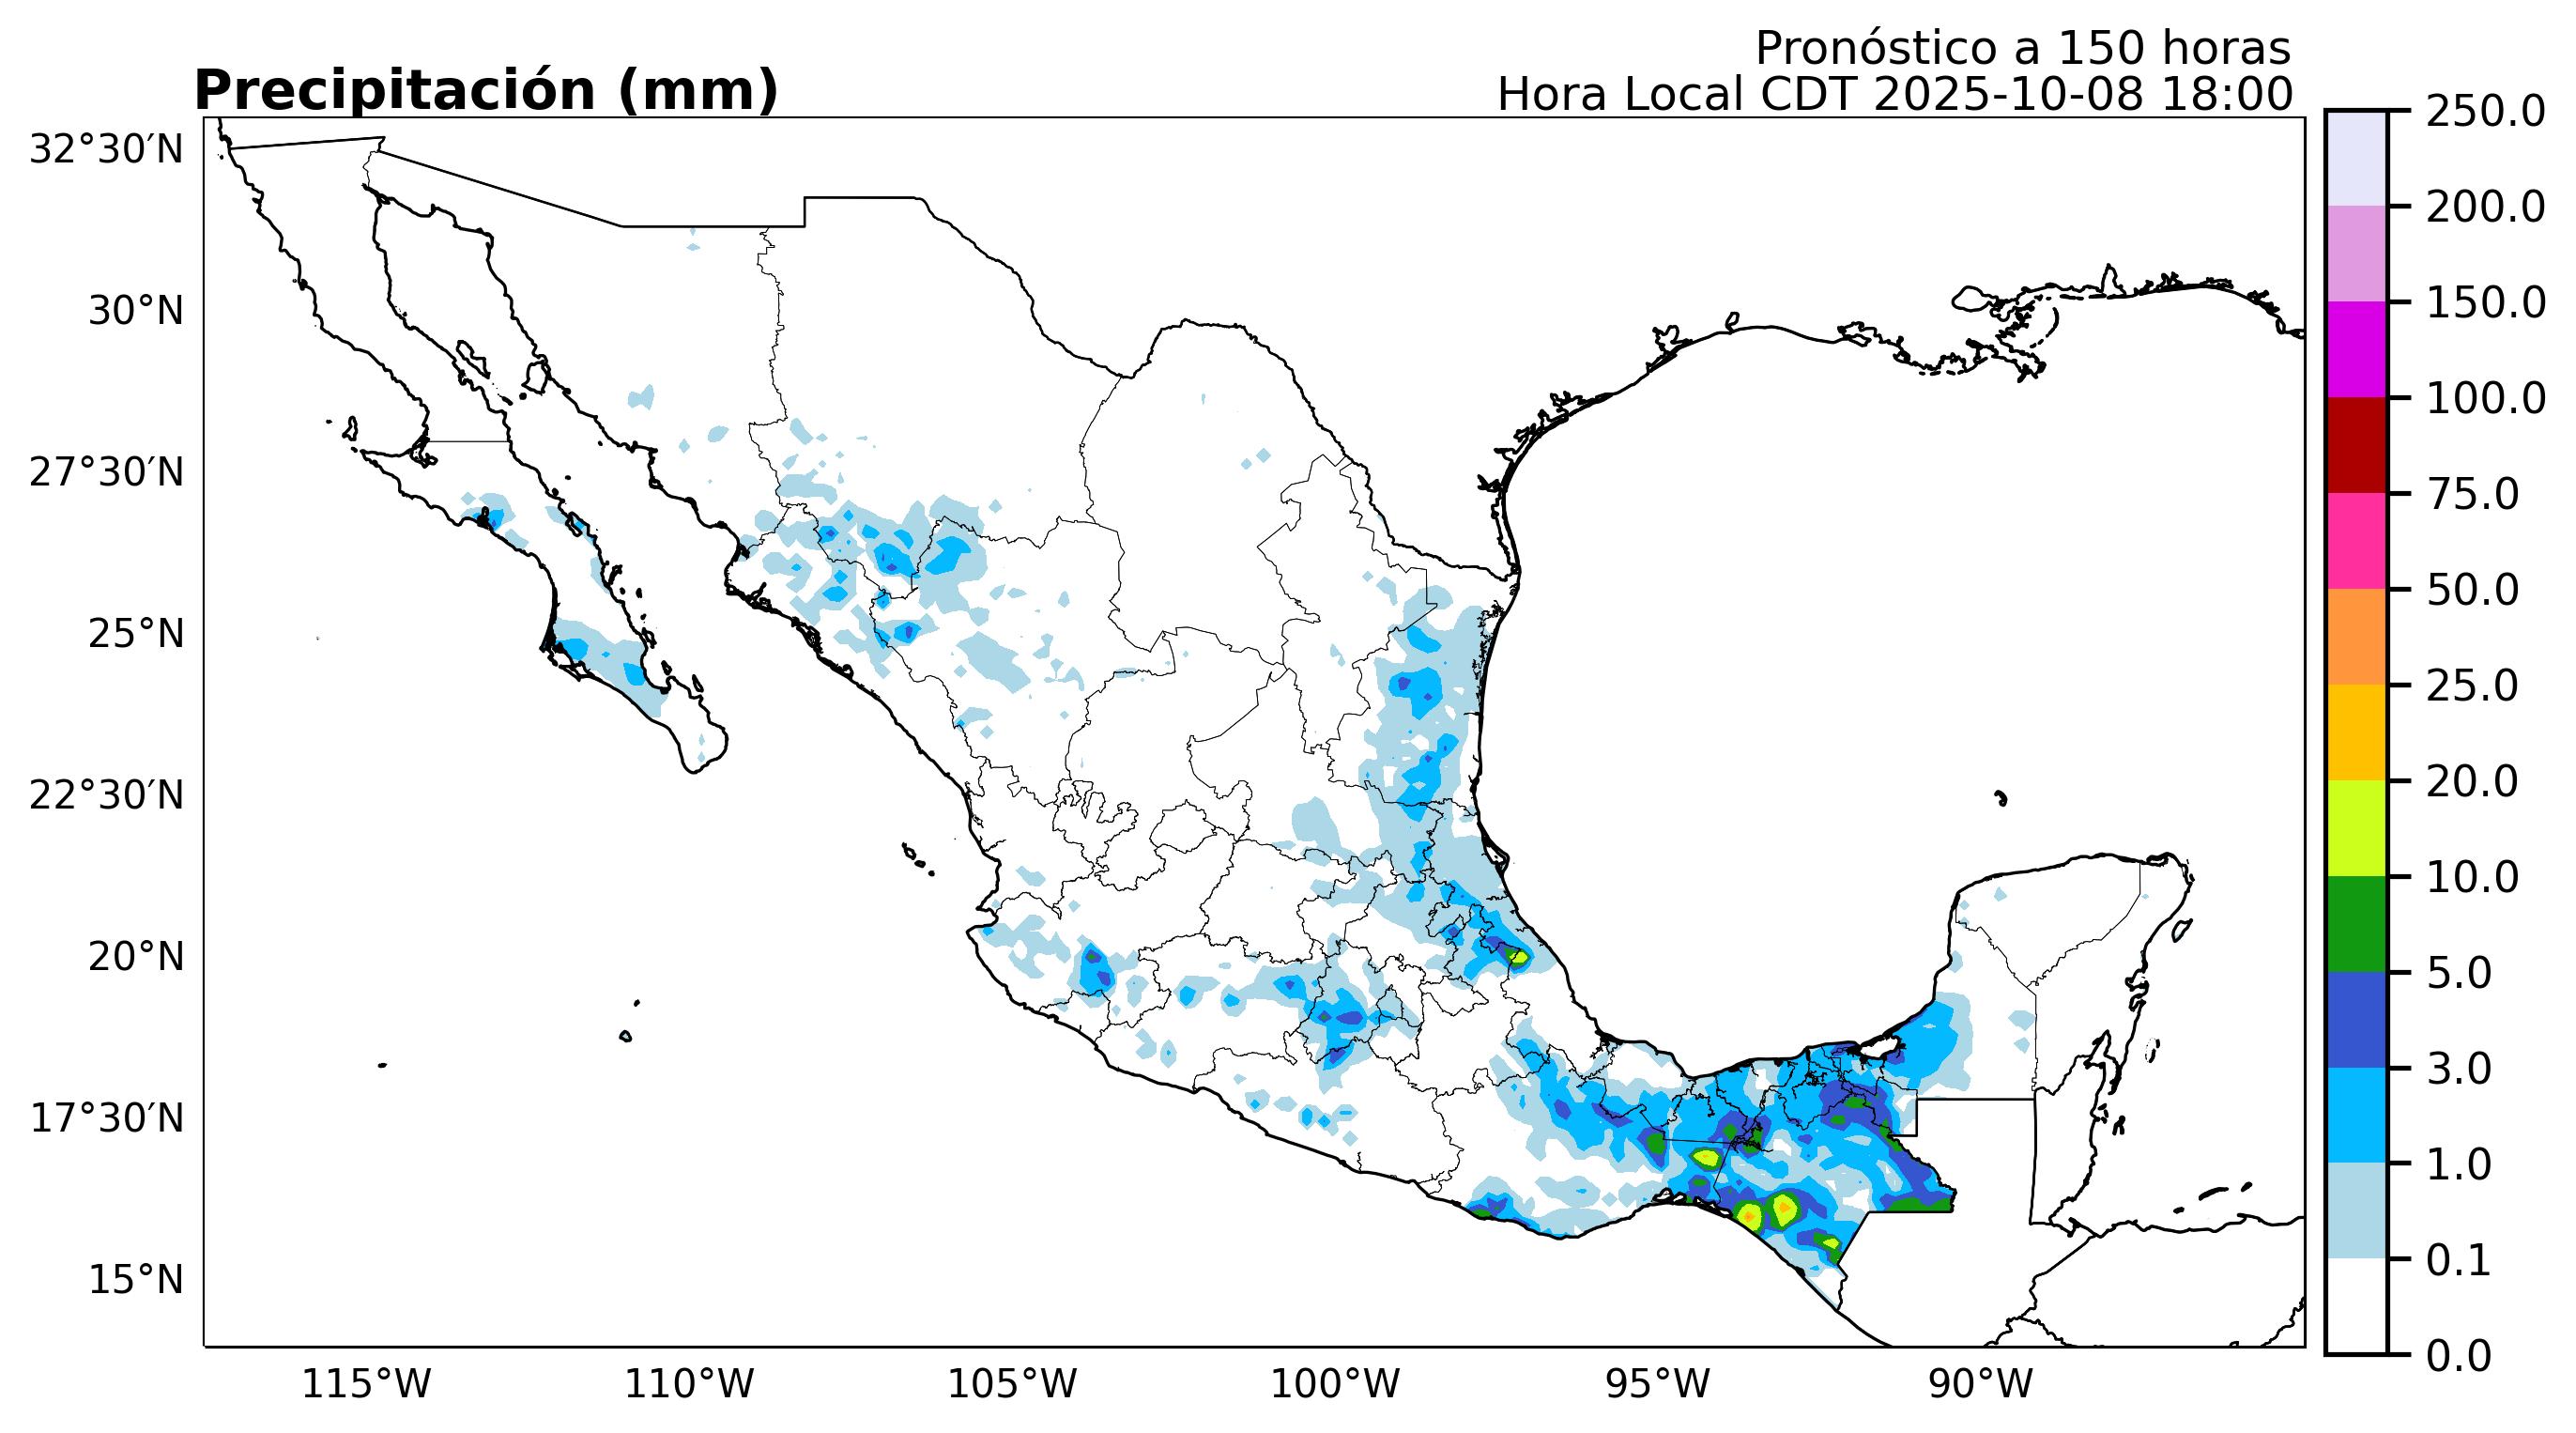 Pronóstico a 150 horas
Precipitación (mm)
Hora Local CDT 2025-10-08 18:00
32°30′N
30°N
27°30′N
25°N
22°30′N
20°N
17°30′N
15°N
115°W
110°W
105°W
100°W
95°W
90°W
250.0
200.0
150.0
100.0
75.0
50.0
25.0
20.0
10.0
5.0
3.0
1.0
0.1
0.0